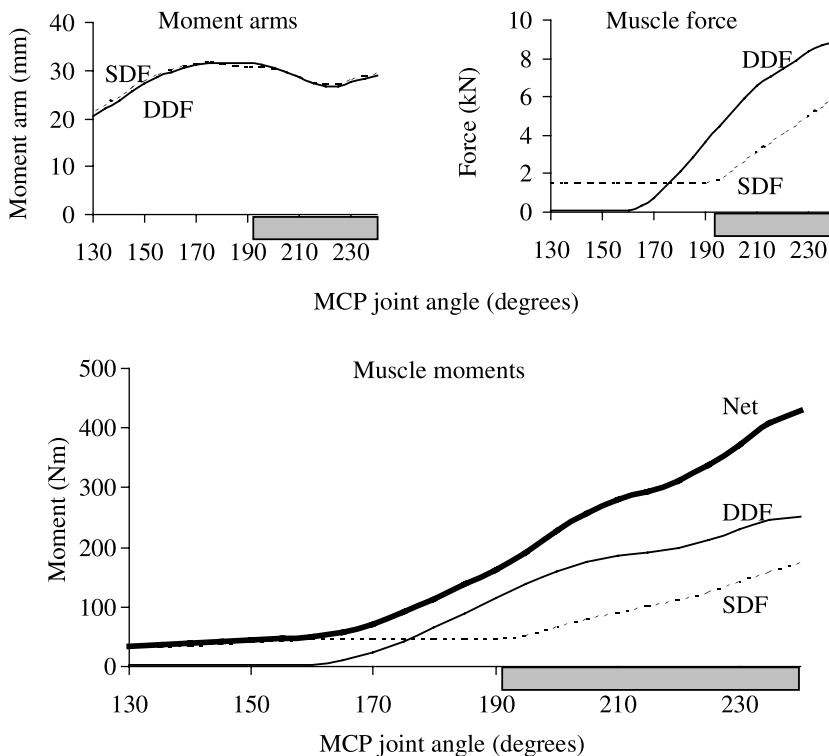 Moment arms
Moment arm (mm)
40
30
20
10
0
SDF
DDF
130 150 170 190 210 230
Muscle force
Force (kN)
10
8
6
4
2
0
DDF
SDF
130 150 170 190 210 230
MCP joint angle (degrees)
Muscle moments
Moment (Nm)
500
400
300
200
100
0
Net
DDF
SDF
130 150 170 190 210 230
MCP joint angle (degrees)